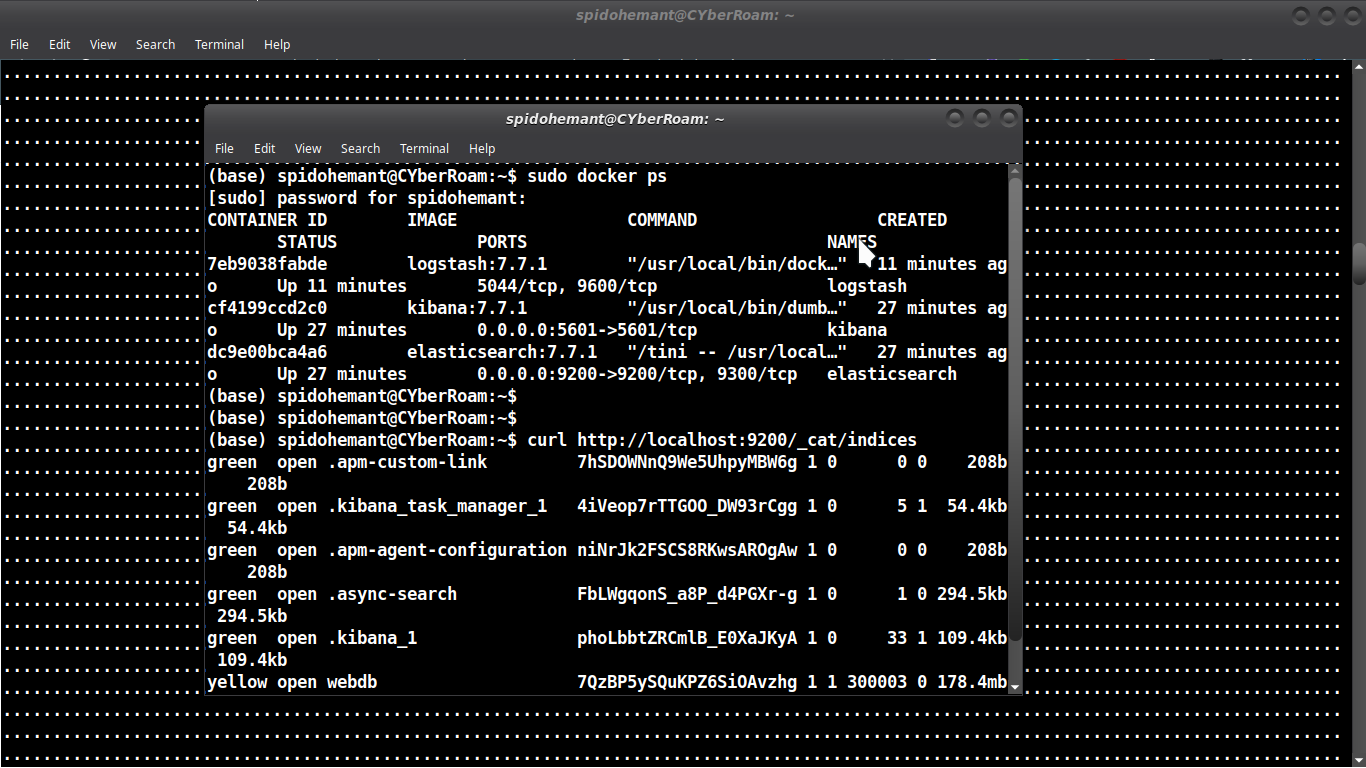 spidohemant@CYberRoam: ~
File Edit View Search Terminal Help
spidohemant@CYberRoam: ~
File Edit View Search Terminal Help
(base) spidohemant@CYberRoam:~$ sudo docker ps
[sudo] password for spidohemant:
CONTAINER ID        IMAGE                 COMMAND                  CREATED
       STATUS              PORTS                              NAMES
7eb9038fabde        logstash:7.7.1        "/usr/local/bin/dock…"   11 minutes ag
o      Up 11 minutes       5044/tcp, 9600/tcp                 logstash
cf4199ccd2c0        kibana:7.7.1          "/usr/local/bin/dumb…"   27 minutes ag
o      Up 27 minutes       0.0.0.0:5601->5601/tcp             kibana
dc9e00bca4a6        elasticsearch:7.7.1   "/tini -- /usr/local…"   27 minutes ag
o      Up 27 minutes       0.0.0.0:9200->9200/tcp, 9300/tcp   elasticsearch
(base) spidohemant@CYberRoam:~$
(base) spidohemant@CYberRoam:~$
(base) spidohemant@CYberRoam:~$ curl http://localhost:9200/_cat/indices
green  open .apm-custom-link         7hSDOWNnQ9We5UhpyMBW6g 1 0      0 0    208b
    208b
green  open .kibana_task_manager_1   4iVeop7rTTGOO_DW93rCgg 1 0      5 1  54.4kb
  54.4kb
green  open .apm-agent-configuration niNrJk2FSCS8RKwsAROgAw 1 0      0 0    208b
    208b
green  open .async-search            FbLWgqonS_a8P_d4PGXr-g 1 0      1 0 294.5kb
 294.5kb
green  open .kibana_1                phoLbbtZRCmlB_E0XaJKyA 1 0     33 1 109.4kb
 109.4kb
yellow open webdb                    7QzBP5ySQuKPZ6SiOAvzhg 1 1 300003 0 178.4mb